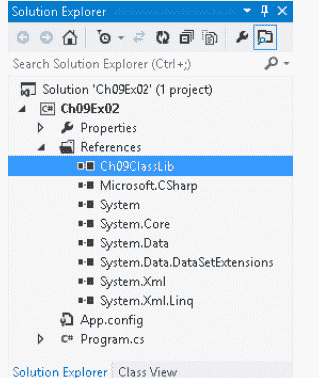 Solution Explorer
Search Solution Explorer (Ctrl+;)
Solution 'Ch09Ex02' (1 project)
C# Ch09Ex02
Properties
References
Ch09ClassLib
Microsoft.CSharp
System
System.Core
System.Data
System.Data.DataSetExtensions
System.Xml
System.Xml.Linq
App.config
C# Program.cs
Solution Explorer Class View